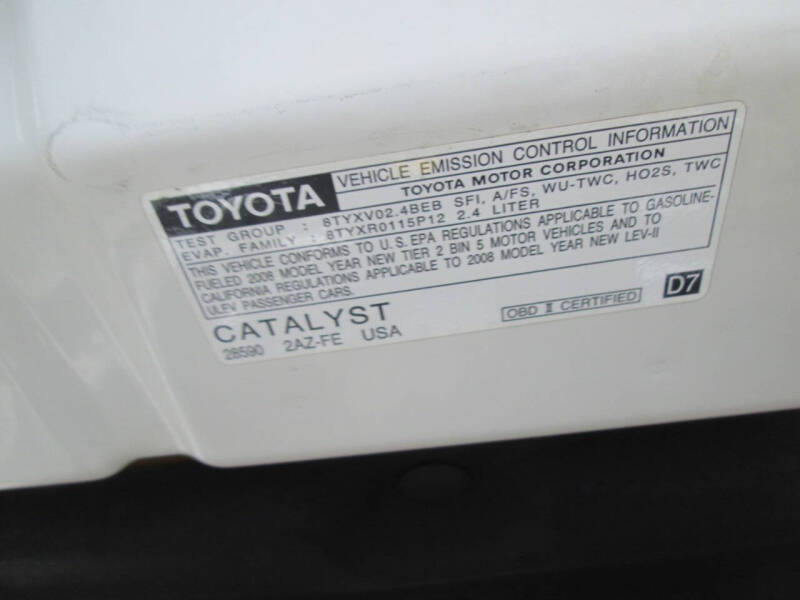 TOYOTA VEHICLE EMISSION CONTROL INFORMATION
TOYOTA MOTOR CORPORATION
TEST GROUP : 8TYXV02.4BEB SFI, A/FS, WU-TWC, HO2S, TWC
EVAP. FAMILY : 8TYXR0115P12 2.4 LITER
THIS VEHICLE CONFORMS TO U.S. EPA REGULATIONS APPLICABLE TO GASOLINE-
FUELED 2008 MODEL YEAR NEW TIER 2 BIN 5 MOTOR VEHICLES AND TO
CALIFORNIA REGULATIONS APPLICABLE TO 2008 MODEL YEAR NEW LEV-II
ULEV PASSENGER CARS.
CATALYST
OBD II CERTIFIED D7
28590 2AZ-FE USA